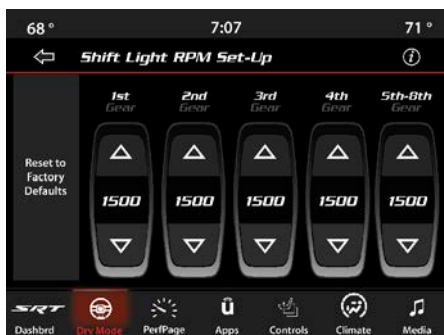 68 °
7:07
71 °
Shift Light RPM Set-Up
i
1st
Gear
2nd
Gear
3rd
Gear
4th
Gear
5th-8th
Gear
Reset to
Factory
Defaults
1500
1500
1500
1500
1500
SRT
Dashbrd
Drv Mode
PerfPage
ū
Apps
Controls
Climate
Media